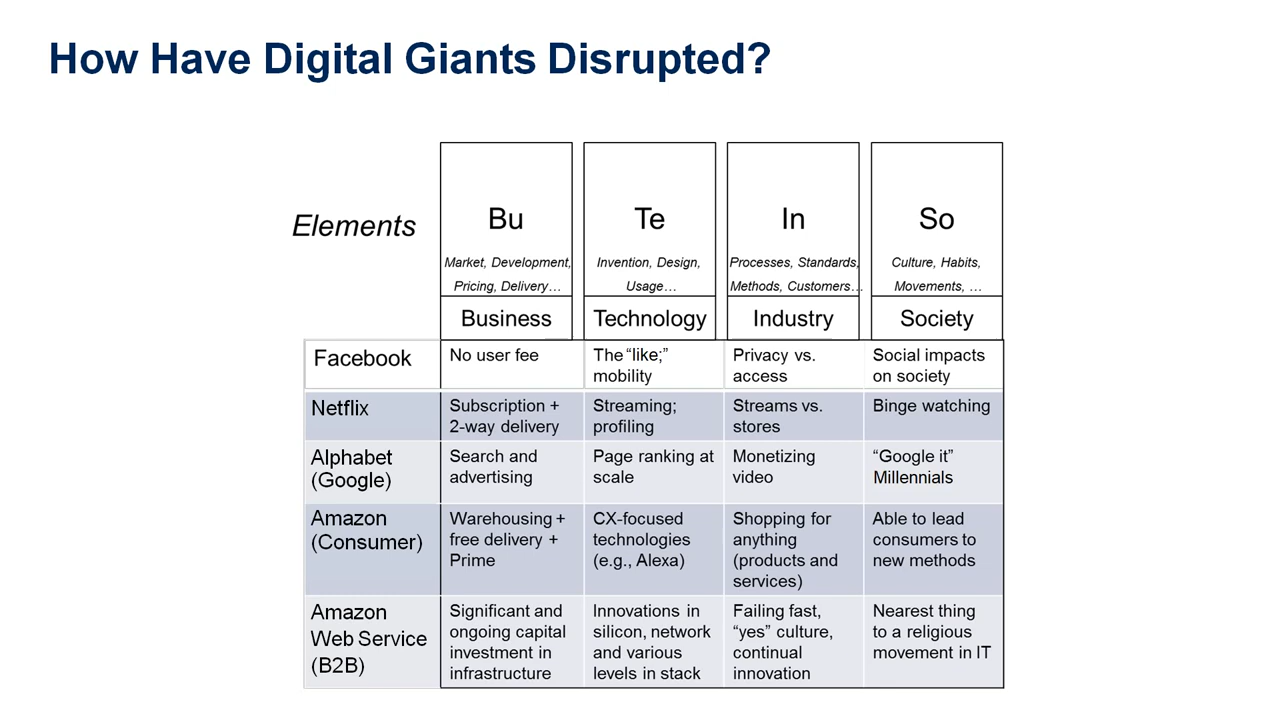 How Have Digital Giants Disrupted?
Elements
Bu
Market, Development,
Pricing, Delivery…
Business
Te
Invention, Design,
Usage…
Technology
In
Processes, Standards,
Methods, Customers…
Industry
So
Culture, Habits,
Movements, …
Society
Facebook
No user fee
The “like;”
mobility
Privacy vs.
access
Social impacts
on society
Netflix
Subscription +
2-way delivery
Streaming;
profiling
Streams vs.
stores
Binge watching
Alphabet
(Google)
Search and
advertising
Page ranking at
scale
Monetizing
video
“Google it”
Millennials
Amazon
(Consumer)
Warehousing +
free delivery +
Prime
CX-focused
technologies
(e.g., Alexa)
Shopping for
anything
(products and
services)
Able to lead
consumers to
new methods
Amazon
Web Service
(B2B)
Significant and
ongoing capital
investment in
infrastructure
Innovations in
silicon, network
and various
levels in stack
Failing fast,
“yes” culture,
continual
innovation
Nearest thing
to a religious
movement in IT